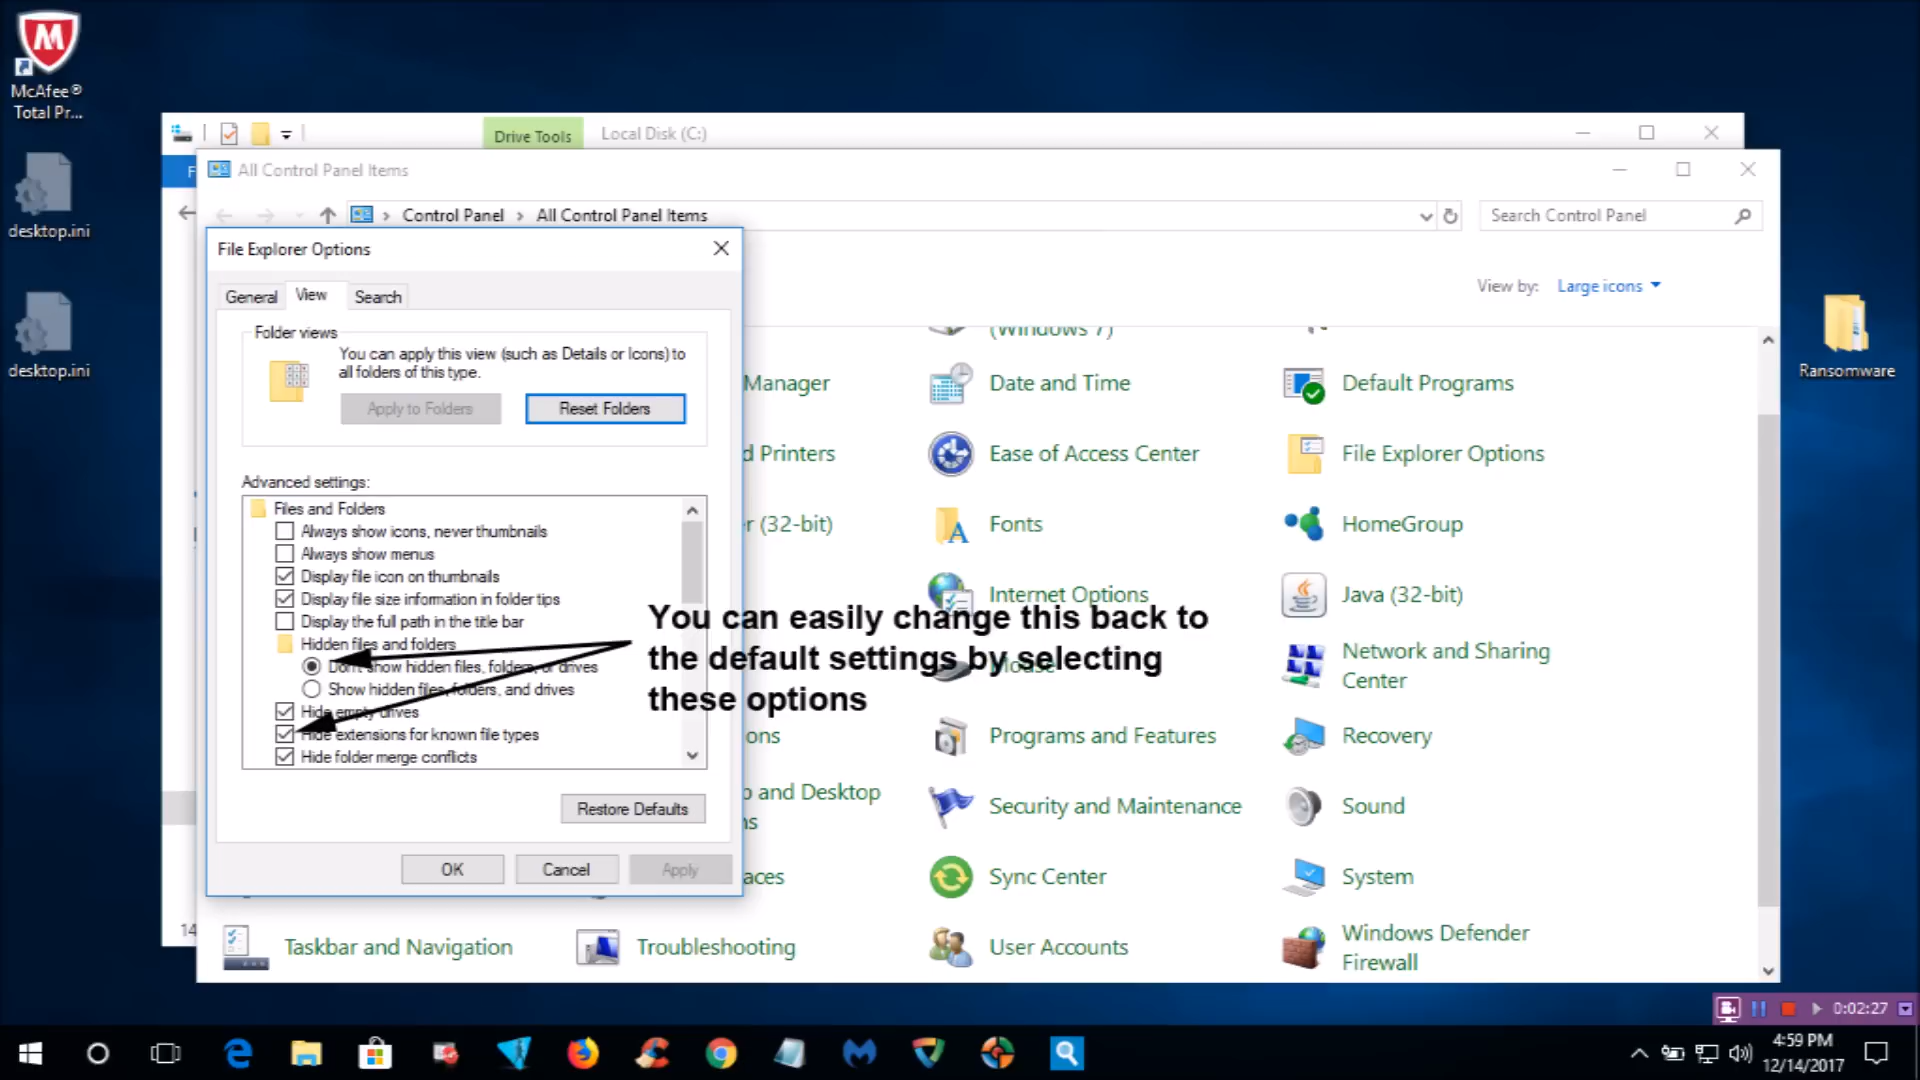 McAfee®
Total Pr...
desktop.ini
desktop.ini
Drive Tools
Local Disk (C:)
F
All Control Panel Items
Control Panel > All Control Panel Items
Search Control Panel
File Explorer Options
General
View
Search
View by:
Large icons
Folder views
You can apply this view (such as Details or Icons) to
all folders of this type.
Apply to Folders
Reset Folders
Advanced settings:
Files and Folders
Always show icons, never thumbnails
Always show menus
Display file icon on thumbnails
Display file size information in folder tips
Display the full path in the title bar
Hidden files and folders
Don't show hidden files, folders, or drives
Show hidden files, folders, and drives
Hide empty drives
Hide extensions for known file types
Hide folder merge conflicts
Restore Defaults
OK
Cancel
Apply
You can easily change this back to
the default settings by selecting
these options
(Windows 7)
Manager
Date and Time
Default Programs
d Printers
Ease of Access Center
File Explorer Options
r (32-bit)
Fonts
HomeGroup
Internet Options
Java (32-bit)
Mouse
Network and Sharing
Center
ons
Programs and Features
Recovery
p and Desktop
ns
Security and Maintenance
Sound
aces
Sync Center
System
14
Taskbar and Navigation
Troubleshooting
User Accounts
Windows Defender
Firewall
Ransomware
0:02:27
4:59 PM
12/14/2017